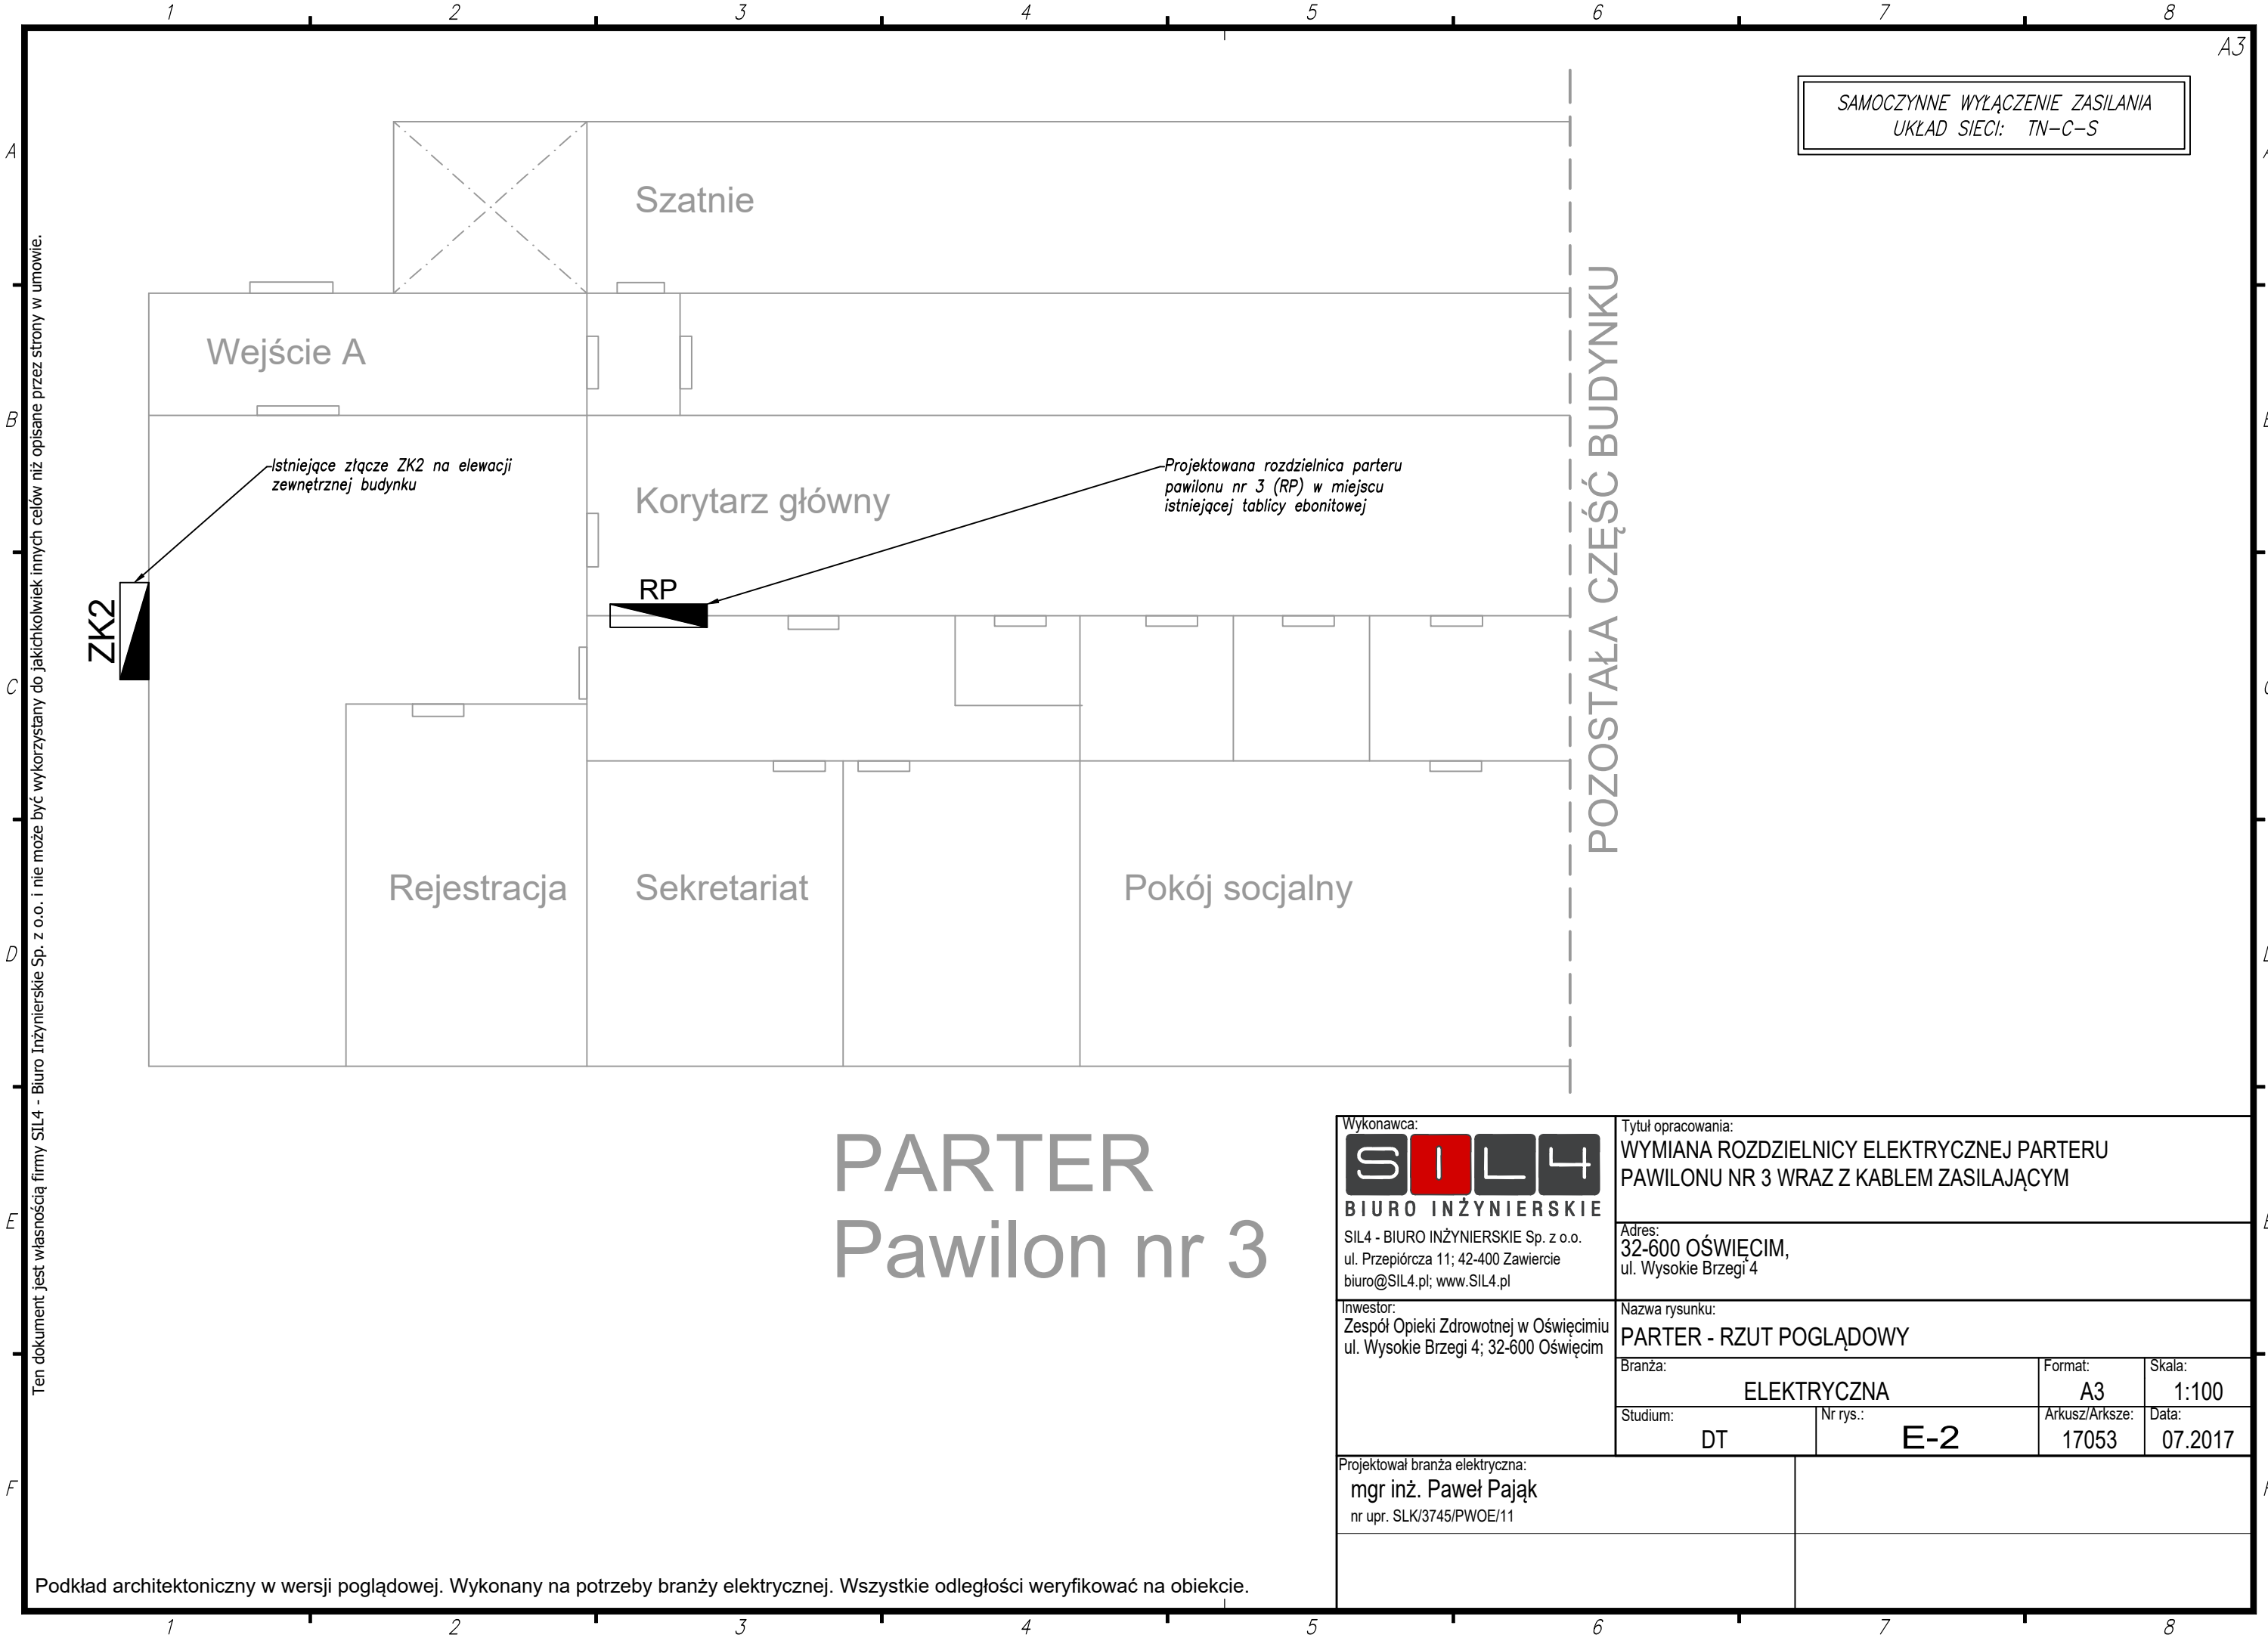 1 2 3 4 5 6 7 8
A3
SAMOCZYNNE WYŁĄCZENIE ZASILANIA
UKŁAD SIECI: TN-C-S
A
B
C
D
E
F
Ten dokument jest własnością firmy SIL4 - Biuro Inżynierskie Sp. z o.o. i nie może być wykorzystany do jakichkolwiek innych celów niż opisane przez strony w umowie.
Szatnie
Wejście A
Istniejące złącze ZK2 na elewacji
zewnętrznej budynku
Korytarz główny
Projektowana rozdzielnica parteru
pawilonu nr 3 (RP) w miejscu
istniejącej tablicy ebonitowej
ZK2
RP
POZOSTAŁA CZĘŚĆ BUDYNKU
Rejestracja
Sekretariat
Pokój socjalny
PARTER
Pawilon nr 3
Wykonawca:
SIL4
BIURO INŻYNIERSKIE
SIL4 - BIURO INŻYNIERSKIE Sp. z o.o.
ul. Przepiórcza 11; 42-400 Zawiercie
biuro@SIL4.pl; www.SIL4.pl
Tytuł opracowania:
WYMIANA ROZDZIELNICY ELEKTRYCZNEJ PARTERU
PAWILONU NR 3 WRAZ Z KABLEM ZASILAJĄCYM
Adres:
32-600 OŚWIĘCIM,
ul. Wysokie Brzegi 4
Inwestor:
Zespół Opieki Zdrowotnej w Oświęcimiu
ul. Wysokie Brzegi 4; 32-600 Oświęcim
Nazwa rysunku:
PARTER - RZUT POGLĄDOWY
Branża:
ELEKTRYCZNA
Format:
A3
Skala:
1:100
Studium:
DT
Nr rys.:
E-2
Arkusz/Arksze:
17053
Data:
07.2017
Projektował branża elektryczna:
mgr inż. Paweł Pająk
nr upr. SLK/3745/PWOE/11
Podkład architektoniczny w wersji poglądowej. Wykonany na potrzeby branży elektrycznej. Wszystkie odległości weryfikować na obiekcie.
1 2 3 4 5 6 7 8